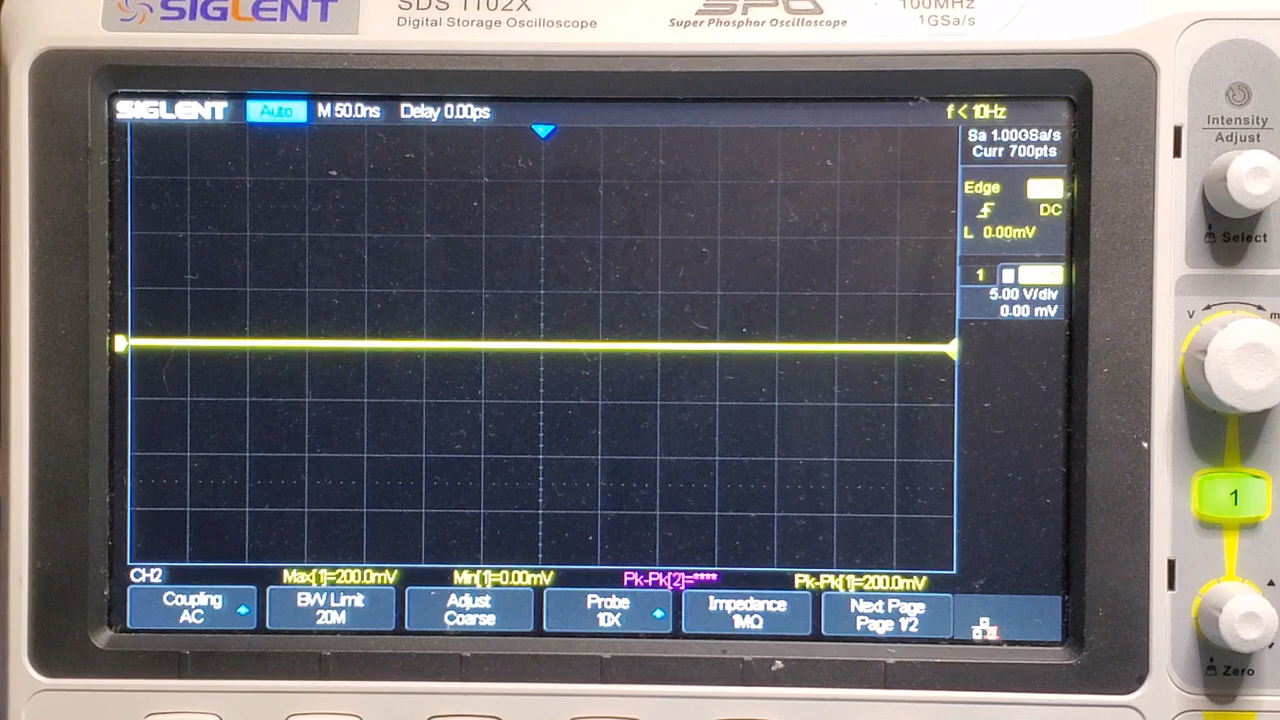 SIGLENT
SDS 1102X
Digital Storage Oscilloscope
SPO
Super Phosphor Oscilloscope
100MHz
1GSa/s
SIGLENT Auto M 50.0ns Delay 0.00ps f < 10Hz
Sa 1.00GSa/s
Curr 700pts
Edge
DC
L 0.00mV
1
5.00 V/div
0.00 mV
CH2 Max[1]=200.0mV Min[1]=0.00mV Pk-Pk[2]=**** Pk-Pk[1]=200.0mV
Coupling
AC
BW Limit
20M
Adjust
Coarse
Probe
10X
Impedance
1MΩ
Next Page
Page 1/2
Intensity
Adjust
Select
V m
1
Zero